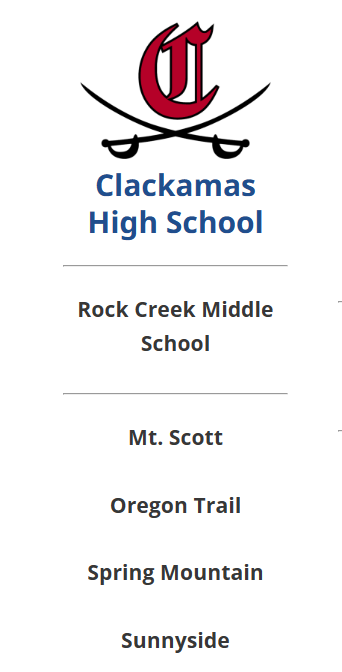 C
Clackamas
High School
Rock Creek Middle
School
Mt. Scott
Oregon Trail
Spring Mountain
Sunnyside